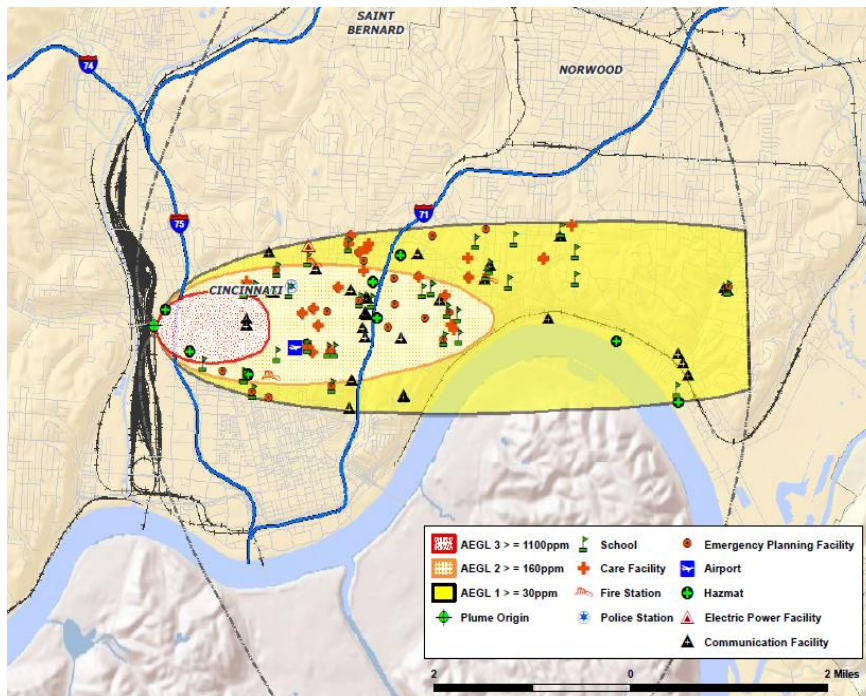 SAINT
BERNARD
74
NORWOOD
71
75
CINCINNATI
AEGL 3 > = 1100ppm
AEGL 2 > = 160ppm
AEGL 1 > = 30ppm
Plume Origin
School
Care Facility
Fire Station
Police Station
Emergency Planning Facility
Airport
Hazmat
Electric Power Facility
Communication Facility
2 0 2 Miles